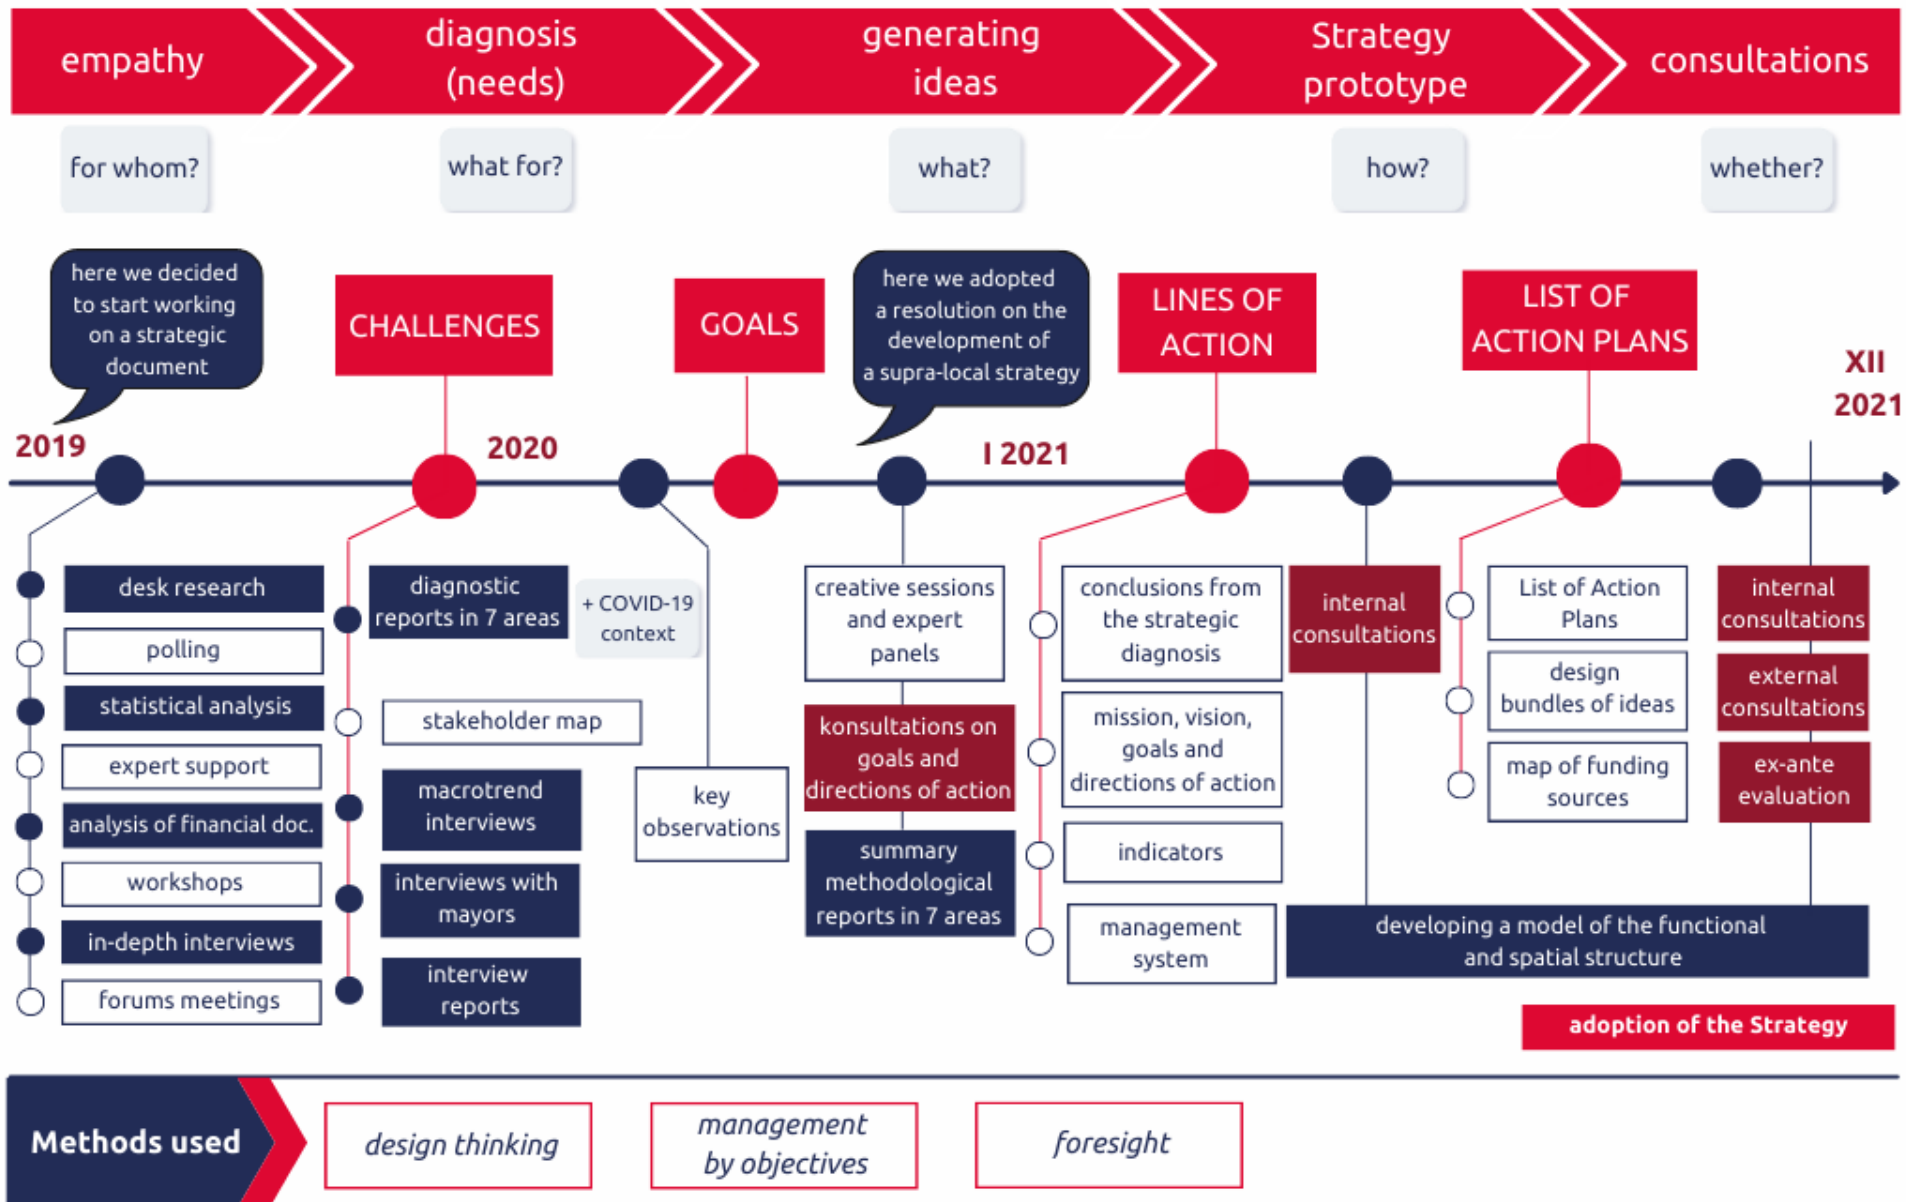 empathy
diagnosis
(needs)
generating
ideas
Strategy
prototype
consultations
for whom?
what for?
what?
how?
whether?
here we decided
to start working
on a strategic
document
CHALLENGES
GOALS
here we adopted
a resolution on the
development of
a supra-local strategy
LINES OF
ACTION
LIST OF
ACTION PLANS
XII
2021
2019
2020
I 2021
desk research
polling
statistical analysis
expert support
analysis of financial doc.
workshops
in-depth interviews
forums meetings
diagnostic
reports in 7 areas
+ COVID-19
context
stakeholder map
macrotrend
interviews
interviews with
mayors
interview
reports
key
observations
creative sessions
and expert
panels
konsultations on
goals and
directions of action
summary
methodological
reports in 7 areas
conclusions from
the strategic
diagnosis
mission, vision,
goals and
directions of action
indicators
management
system
internal
consultations
List of Action
Plans
design
bundles of ideas
map of funding
sources
internal
consultations
external
consultations
ex-ante
evaluation
developing a model of the functional
and spatial structure
adoption of the Strategy
Methods used
design thinking
management
by objectives
foresight